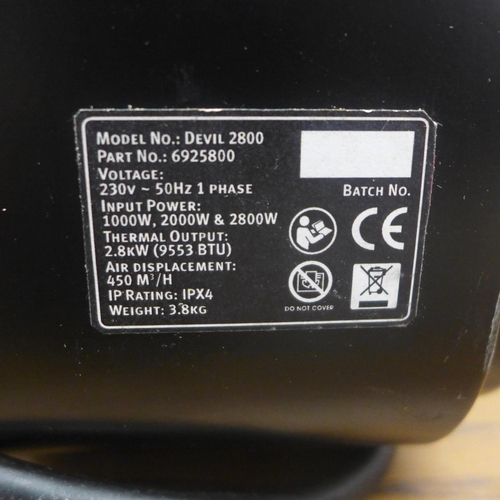 MODEL NO.: DEVIL 2800
PART NO.: 6925800
VOLTAGE:
230V ~ 50HZ 1 PHASE
INPUT POWER:
1000W, 2000W & 2800W
THERMAL OUTPUT:
2.8KW (9553 BTU)
AIR DISPLACEMENT:
450 M³/H
IP RATING: IPX4
WEIGHT: 3.8KG
BATCH NO.
CE
DO NOT COVER